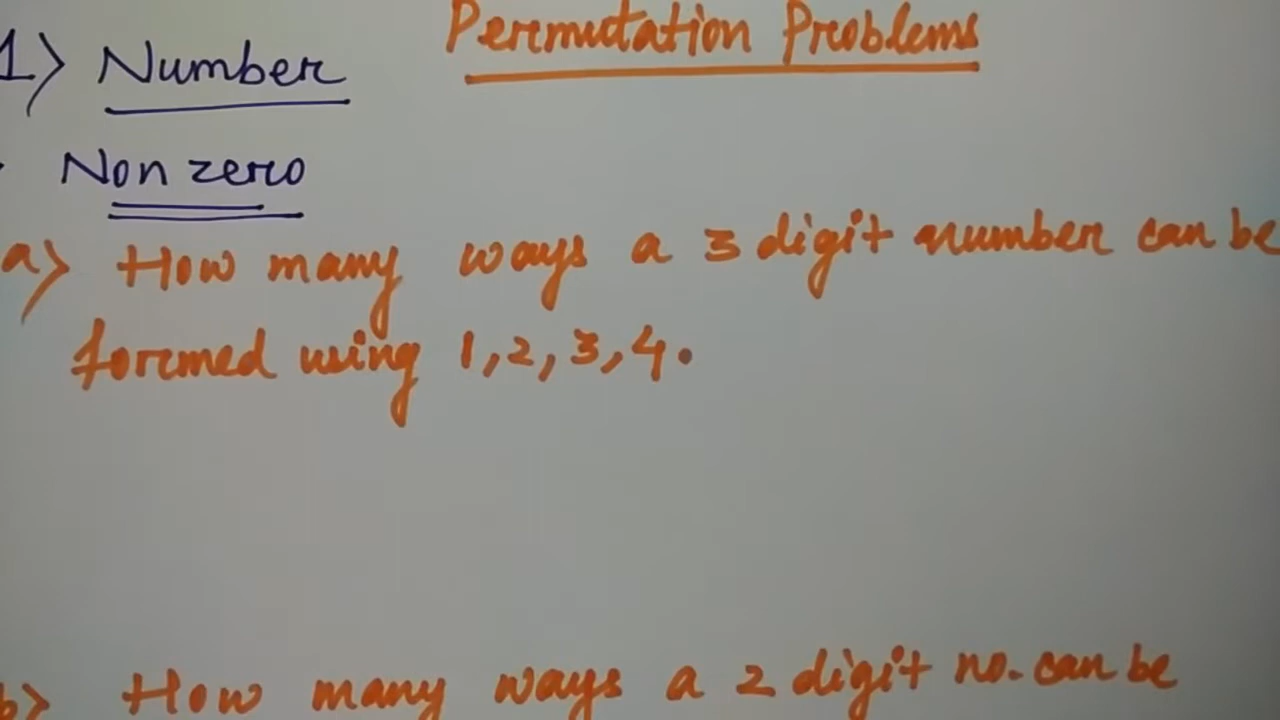 Permutation Problems
1> Number
Non zero
a> How many ways a 3 digit number can be
formed using 1, 2, 3, 4.
b> How many ways a 2 digit no. can be